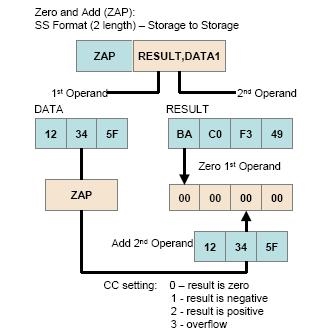 Zero and Add (ZAP):
SS Format (2 length) – Storage to Storage
ZAP RESULT,DATA1
1st Operand 2nd Operand
DATA RESULT
12 34 5F BA C0 F3 49
Zero 1st Operand
ZAP 00 00 00 00
Add 2nd Operand 12 34 5F
CC setting: 0 – result is zero
1 - result is negative
2 - result is positive
3 - overflow